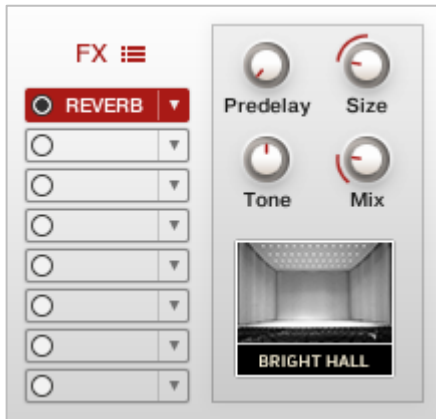 FX
REVERB
Predelay
Size
Tone
Mix
BRIGHT HALL